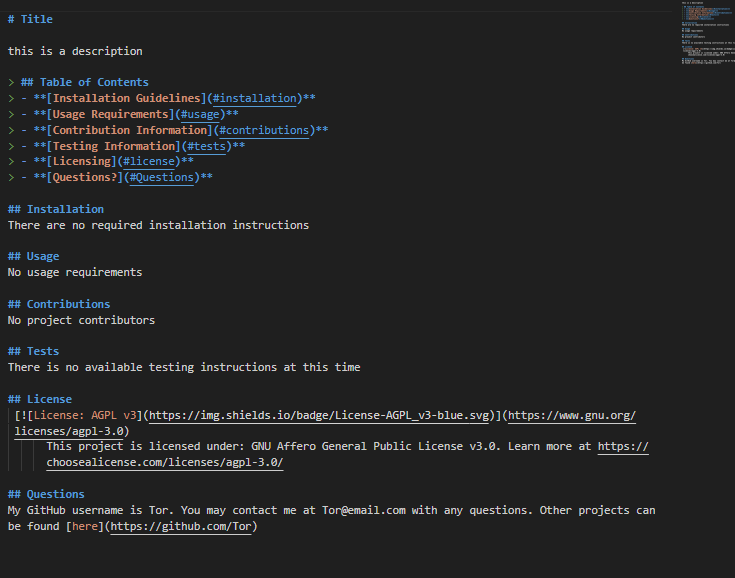 # Title
this is a description
> ## Table of Contents
> - **[Installation Guidelines](#installation)**
> - **[Usage Requirements](#usage)**
> - **[Contribution Information](#contributions)**
> - **[Testing Information](#tests)**
> - **[Licensing](#license)**
> - **[Questions?](#Questions)**
## Installation
There are no required installation instructions
## Usage
No usage requirements
## Contributions
No project contributors
## Tests
There is no available testing instructions at this time
## License
[![License: AGPL v3](https://img.shields.io/badge/License-AGPL_v3-blue.svg)](https://www.gnu.org/
licenses/agpl-3.0)
This project is licensed under: GNU Affero General Public License v3.0. Learn more at https://
choosealicense.com/licenses/agpl-3.0/
## Questions
My GitHub username is Tor. You may contact me at Tor@email.com with any questions. Other projects can
be found [here](https://github.com/Tor)